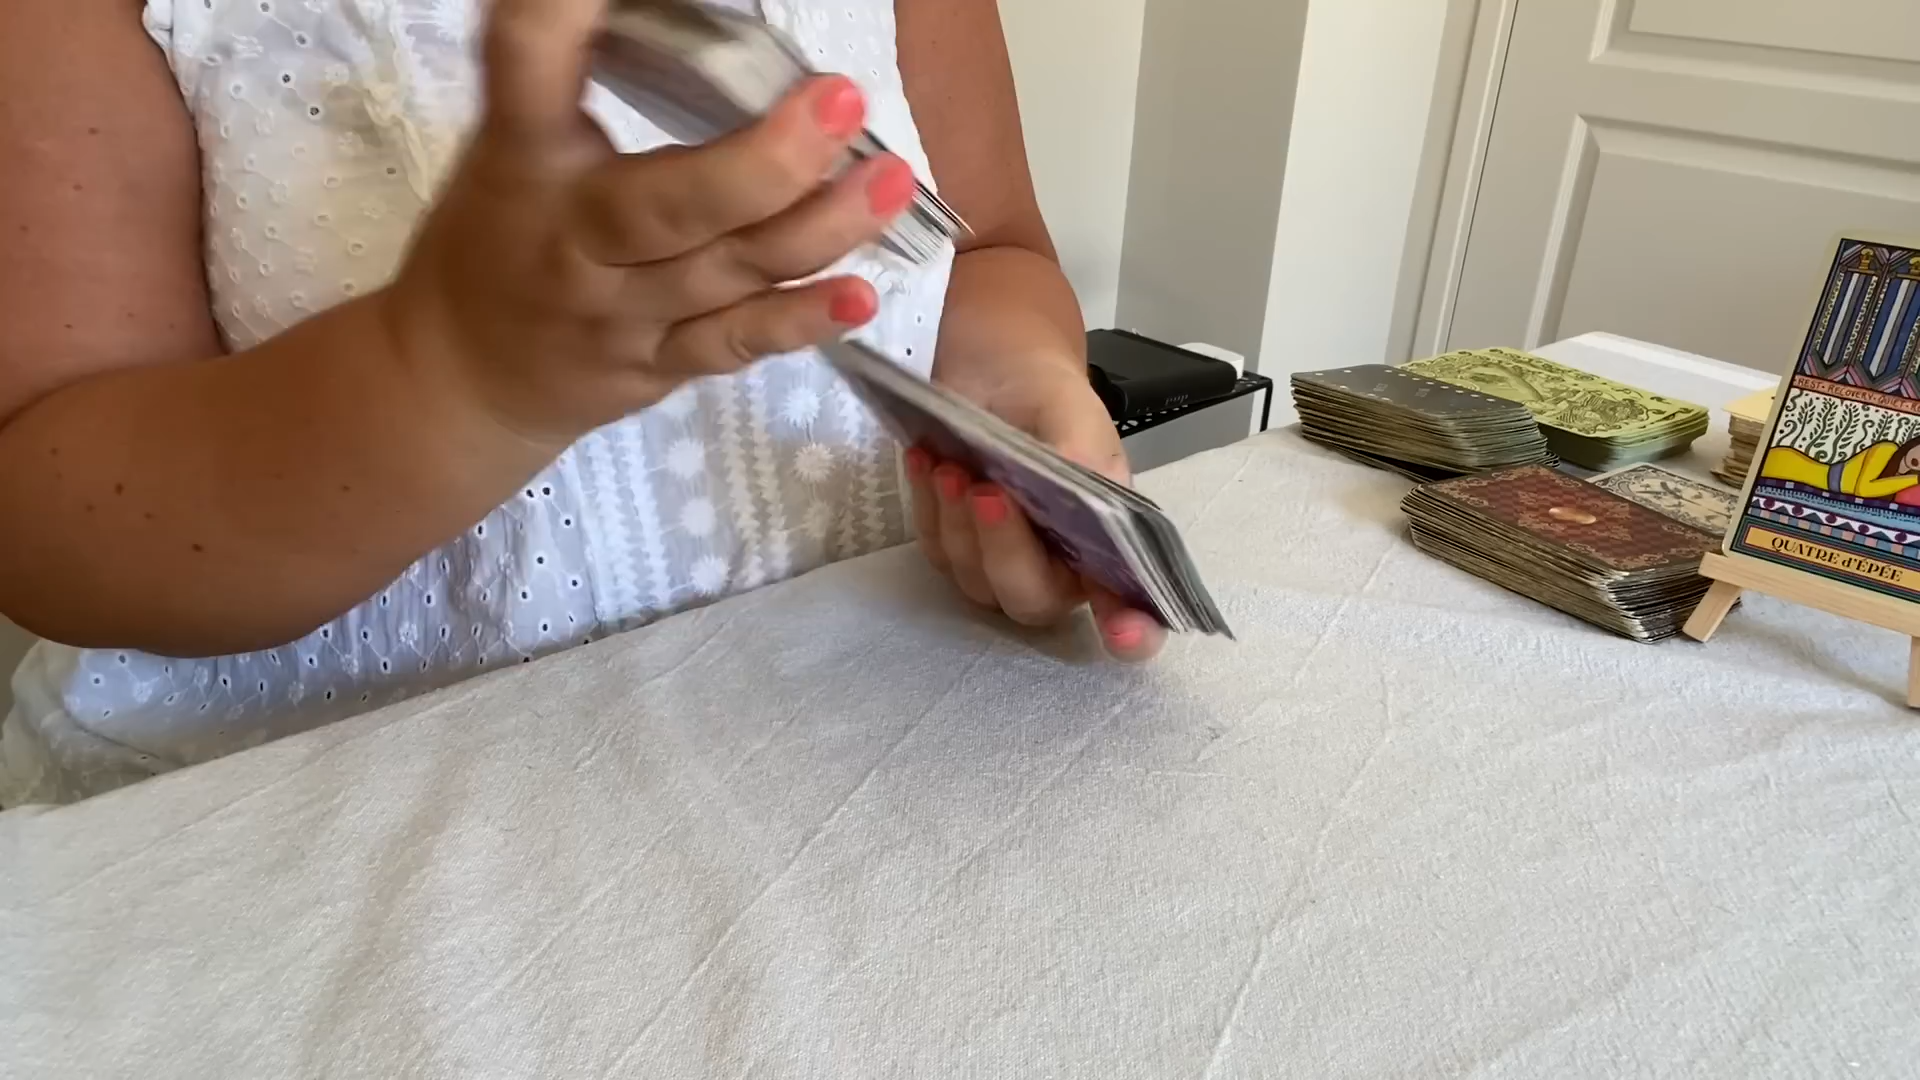 REST • RECOVERY • QUIET •
QUATRE d'ÉPÉE